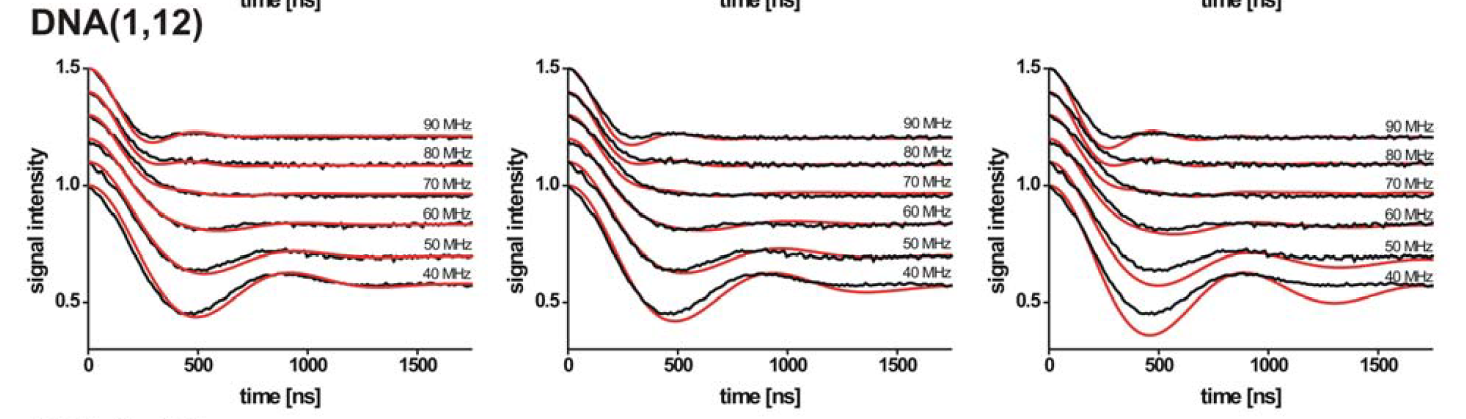 time [ns]
time [ns]
time [ns]
DNA(1,12)
signal intensity
1.5
1.0
0.5
90 MHz
80 MHz
70 MHz
60 MHz
50 MHz
40 MHz
0
500
1000
1500
time [ns]
signal intensity
1.5
1.0
0.5
90 MHz
80 MHz
70 MHz
60 MHz
50 MHz
40 MHz
0
500
1000
1500
time [ns]
signal intensity
1.5
1.0
0.5
90 MHz
80 MHz
70 MHz
60 MHz
50 MHz
40 MHz
0
500
1000
1500
time [ns]